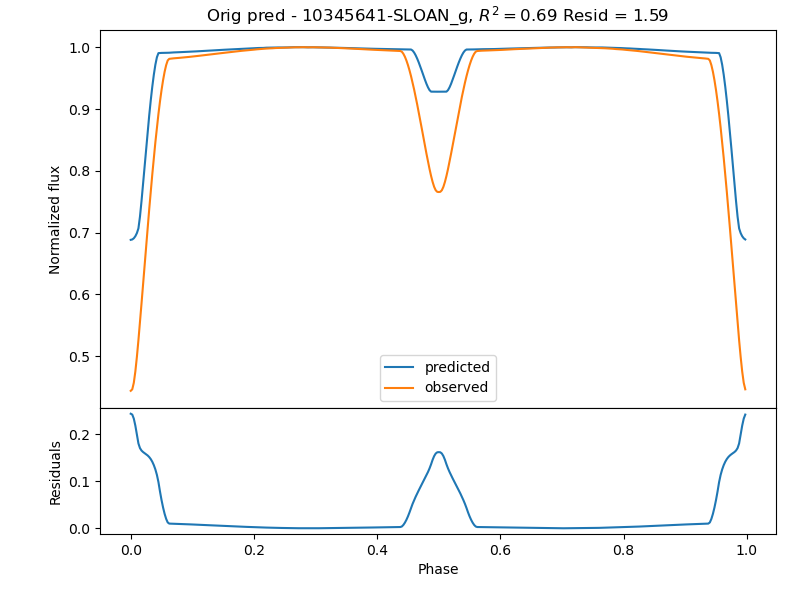 Orig pred - 10345641-SLOAN_g, $R^2 = 0.69$ Resid = 1.59
1.0
0.9
0.8
0.7
0.6
0.5
Normalized flux
predicted
observed
0.2
0.1
0.0
Residuals
0.0 0.2 0.4 0.6 0.8 1.0
Phase